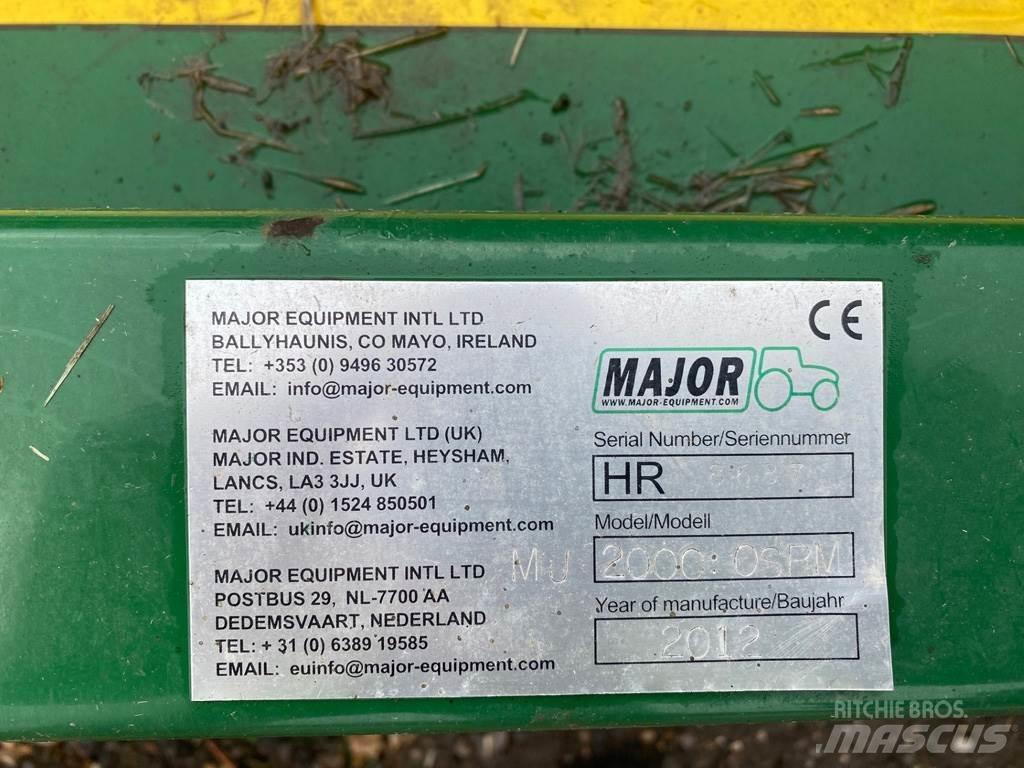 MAJOR EQUIPMENT INTL LTD
BALLYHAUNIS, CO MAYO, IRELAND
TEL: +353 (0) 9496 30572
EMAIL: info@major-equipment.com
MAJOR EQUIPMENT LTD (UK)
MAJOR IND. ESTATE, HEYSHAM,
LANCS, LA3 3JJ, UK
TEL: +44 (0) 1524 850501
EMAIL: ukinfo@major-equipment.com
MAJOR EQUIPMENT INTL LTD
POSTBUS 29, NL-7700 AA
DEDEMSVAART, NEDERLAND
TEL: + 31 (0) 6389 19585
EMAIL: euinfo@major-equipment.com
CE
MAJOR
WWW.MAJOR-EQUIPMENT.COM
Serial Number/Seriennummer
HR
Model/Modell
MJ
Year of manufacture/Baujahr
2012
RITCHIE BROS.
MASCUS